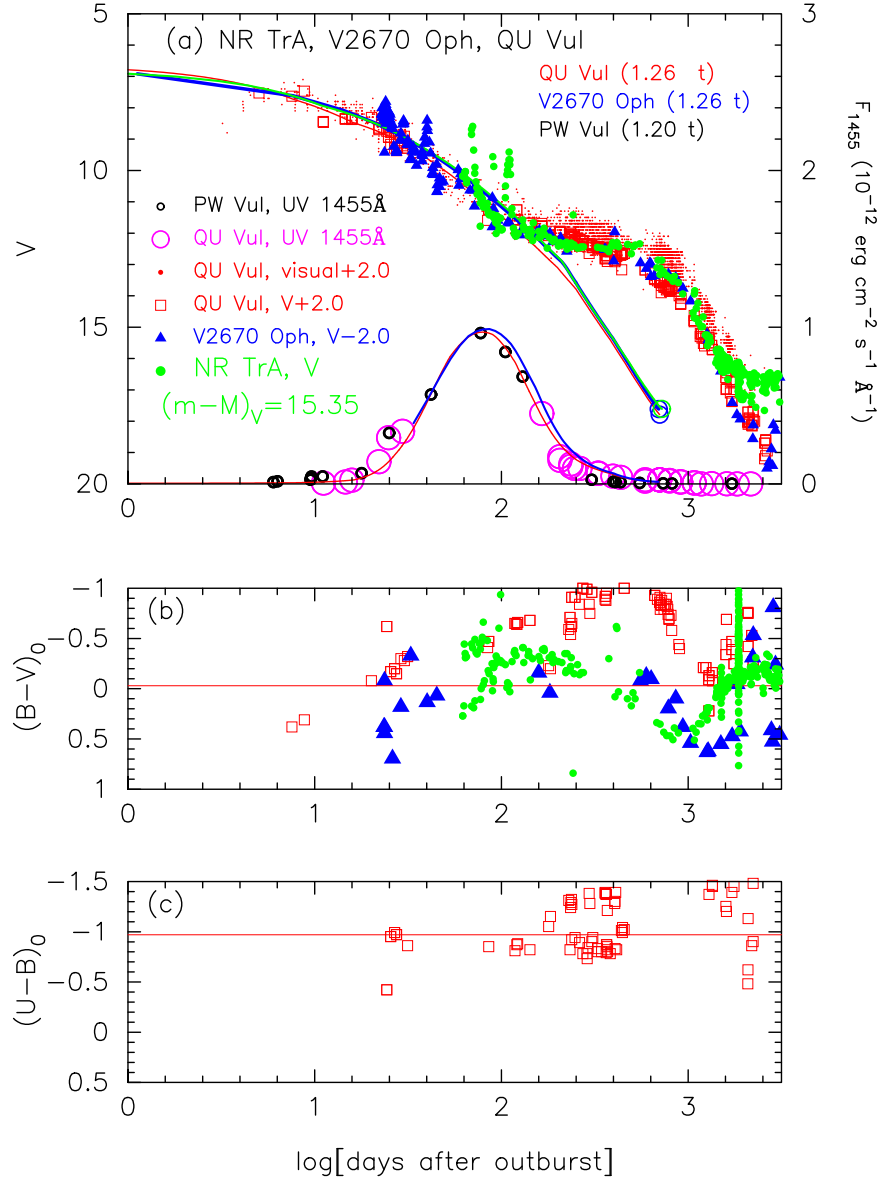 (a) NR TrA, V2670 Oph, QU Vul
QU Vul (1.26 t)
V2670 Oph (1.26 t)
PW Vul (1.20 t)
PW Vul, UV 1455Å
QU Vul, UV 1455Å
QU Vul, visual+2.0
QU Vul, V+2.0
V2670 Oph, V−2.0
NR TrA, V
(m−M)V=15.35
V
5
10
15
20
F1455 (10−12 erg cm−2 s−1 Å−1)
3
2
1
0
0 1 2 3
(b)
(B−V)0
−1
−0.5
0
0.5
1
0 1 2 3
(c)
(U−B)0
−1.5
−1
−0.5
0
0.5
0 1 2 3
log[days after outburst]